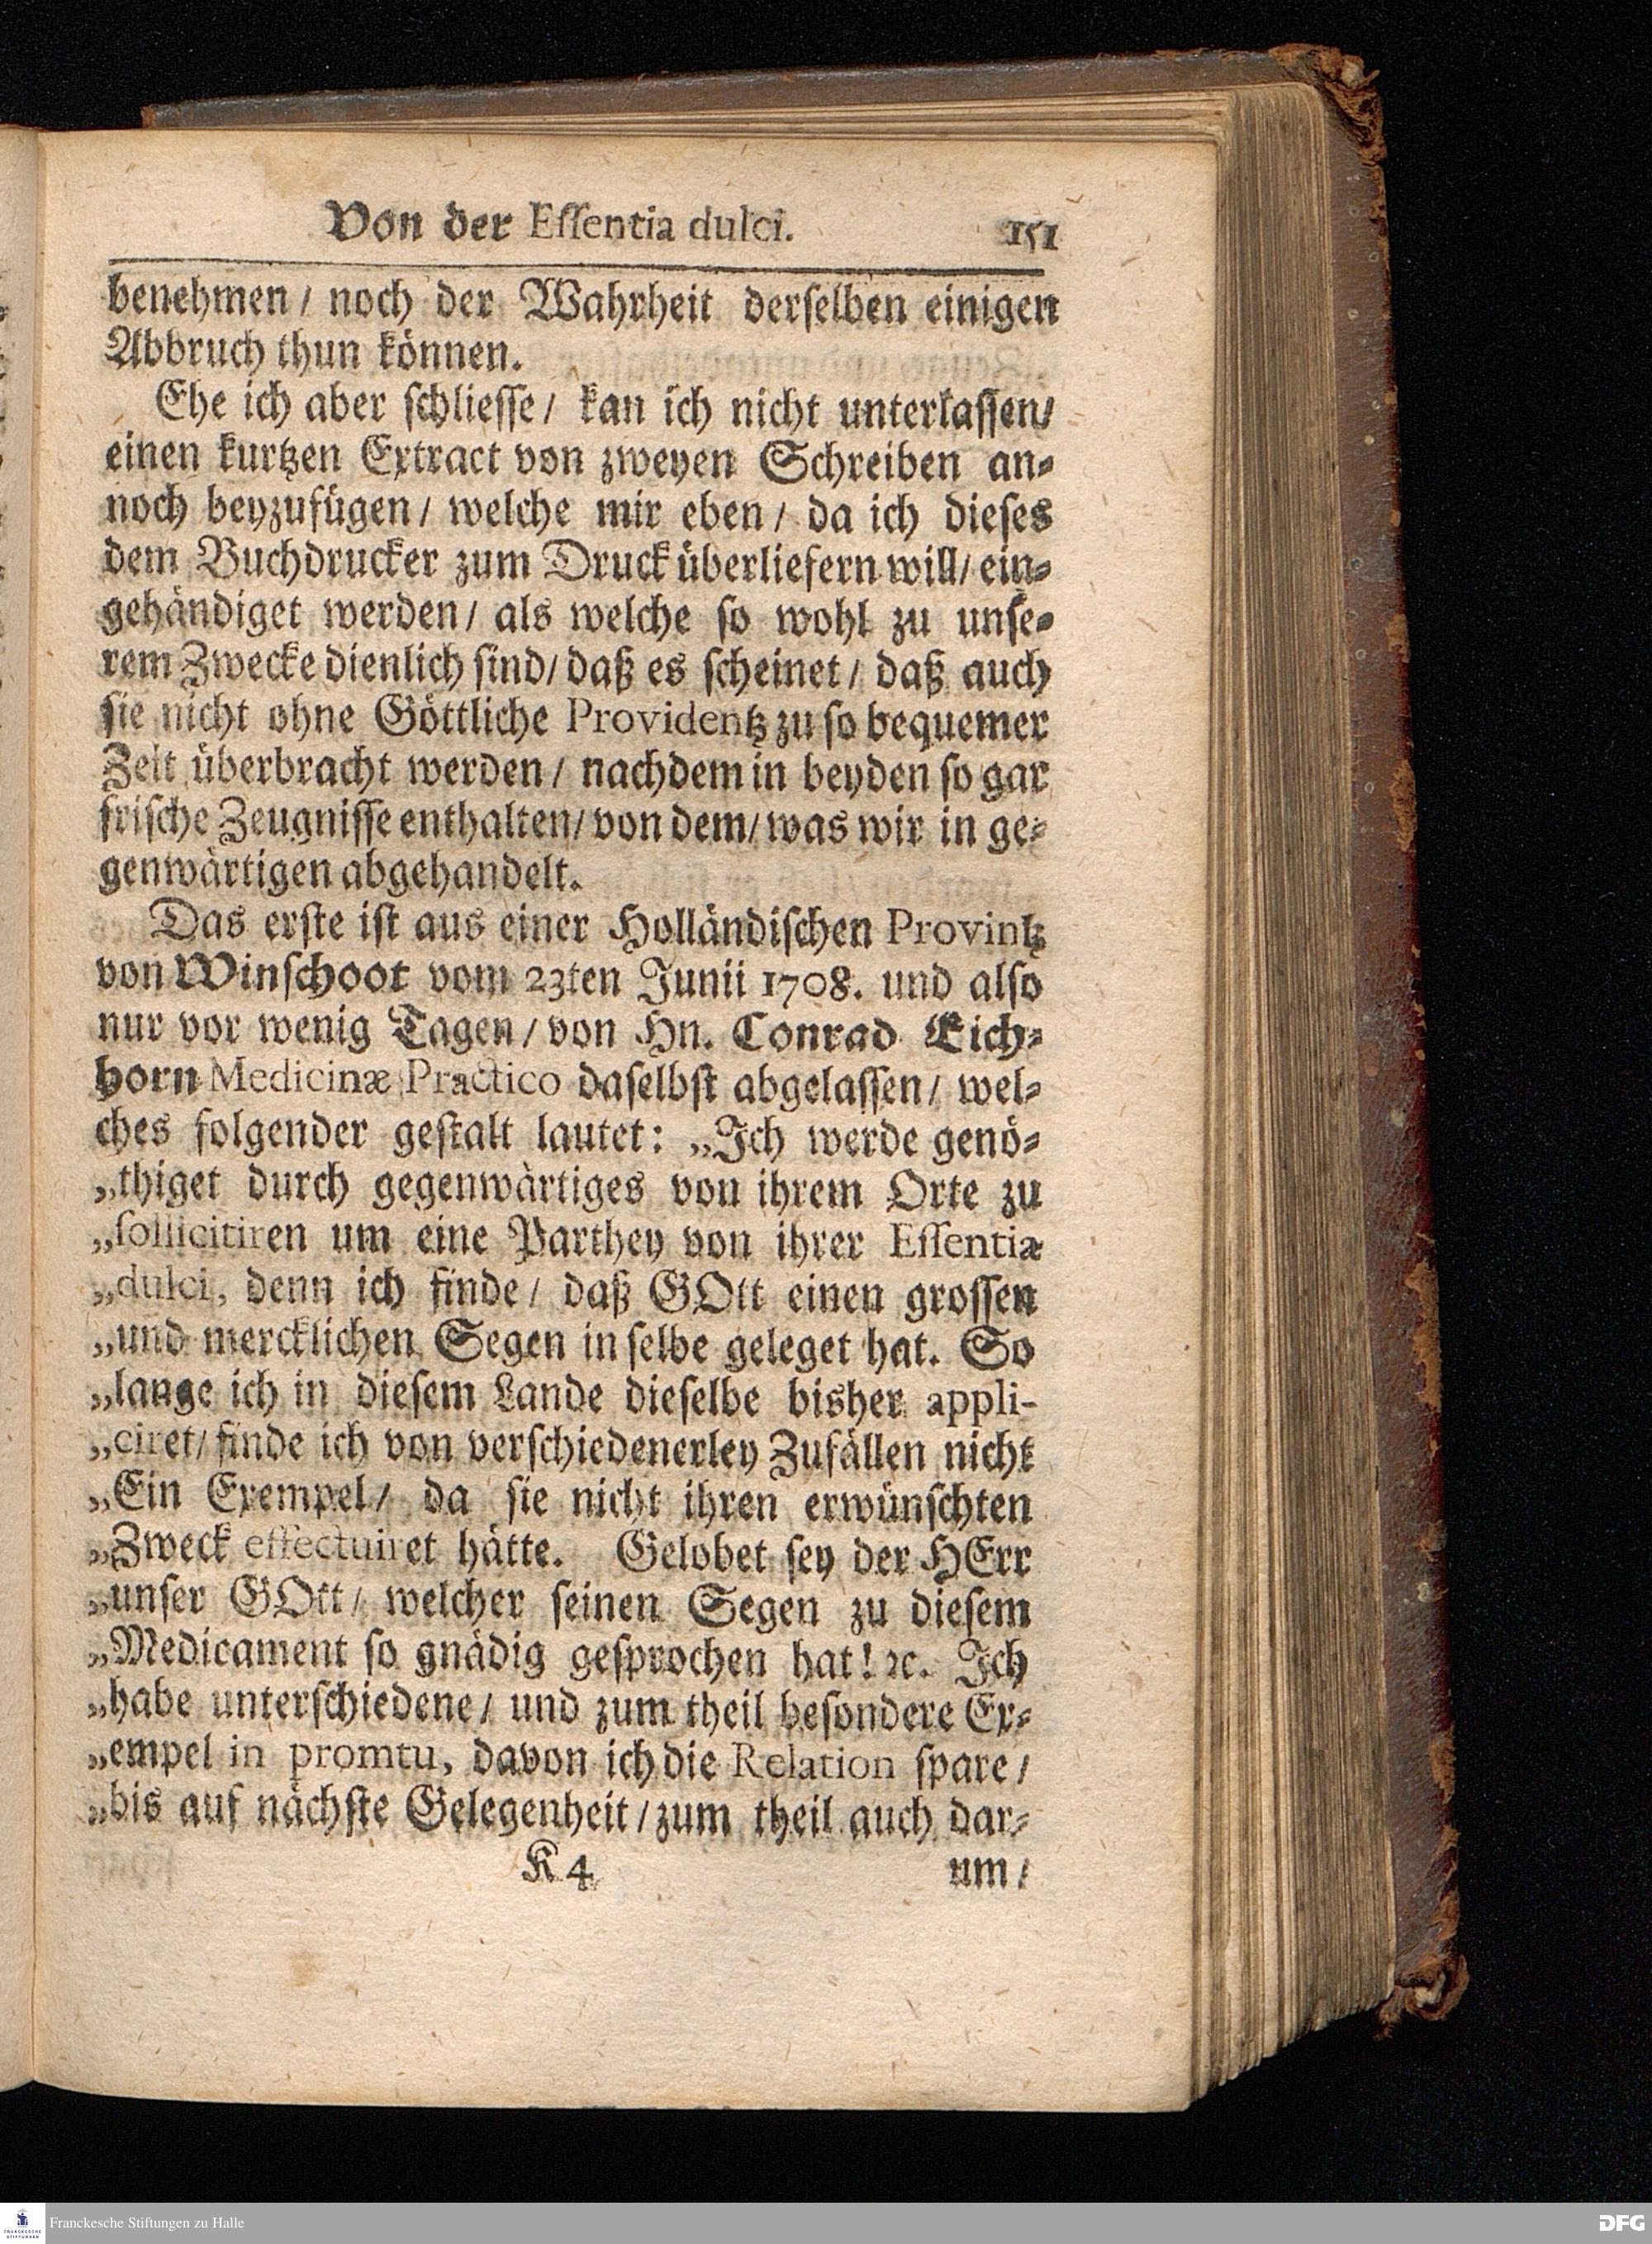 Von der Essentia dulci. 151
benehmen / noch der Wahrheit derselben einigen
Abbruch thun können.
Ehe ich aber schliesse / kan ich nicht unterlassen/
einen kurtzen Extract von zweyen Schreiben an-
noch beyzufügen / welche mir eben / da ich dieses
dem Buchdrucker zum Druck überliefern will/ ein-
gehändiget werden / als welche so wohl zu unse-
rem Zwecke dienlich sind/ daß es scheinet / daß auch
sie nicht ohne Göttliche Providentz zu so bequemer
Zeit überbracht werden / nachdem in beyden so gar
frische Zeugnisse enthalten/ von dem/ was wir in ge-
genwärtigen abgehandelt.
Das erste ist aus einer Holländischen Provintz
von Winschoot vom 23ten Junii 1708. und also
nur vor wenig Tagen / von Hn. Conrad Eich-
horn Medicinæ Practico daselbst abgelassen / wel-
ches folgender gestalt lautet: „Ich werde genö-
„thiget durch gegenwärtiges von ihrem Orte zu
„sollicitiren um eine Parthey von ihrer Essentiæ
„dulci, denn ich finde / daß GOtt einen grossen
„und mercklichen Segen in selbe geleget hat. So
„lange ich in diesem Lande dieselbe bisher appli-
„ciret/ finde ich von verschiedenerley Zufällen nicht
„Ein Exempel / da sie nicht ihren erwünschten
„Zweck effectuiret hätte. Gelobet sey der HErr
„unser GOtt / welcher seinen Segen zu diesem
„Medicament so gnädig gesprochen hat! ꝛc. Ich
„habe unterschiedene / und zum theil besondere Ex-
„empel in promtu, davon ich die Relation spare /
„bis auf nächste Gelegenheit / zum theil auch dar-
K 4 um /
FRANCKESCHE STIFTUNGEN
Franckesche Stiftungen zu Halle
DFG